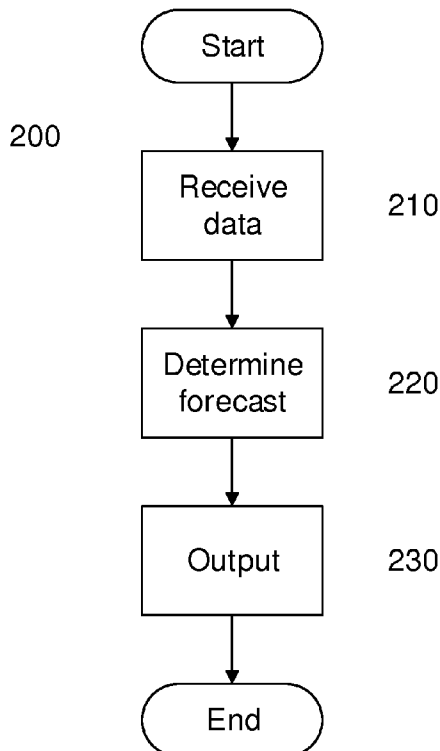 Start
200
Receive
data
210
Determine
forecast
220
Output
230
End